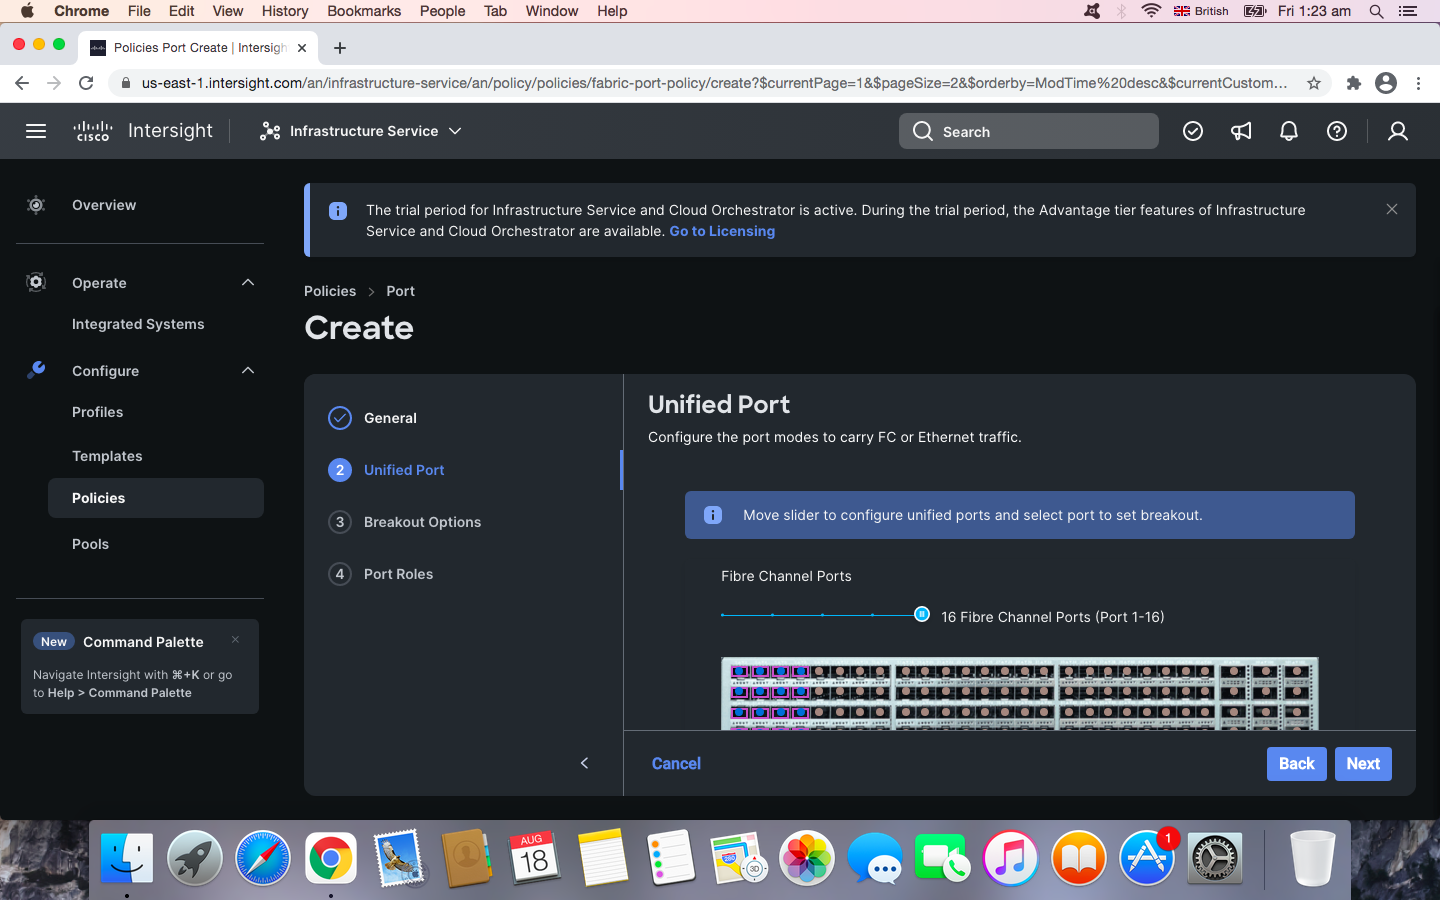 Chrome File Edit View History Bookmarks People Tab Window Help British Fri 1:23 am
Policies Port Create | Intersigh
us-east-1.intersight.com/an/infrastructure-service/an/policy/policies/fabric-port-policy/create?$currentPage=1&$pageSize=2&$orderby=ModTime%20desc&$currentCustom...
CISCO Intersight Infrastructure Service Search
Overview
Operate
Integrated Systems
Configure
Profiles
Templates
Policies
Pools
New Command Palette
Navigate Intersight with ⌘+K or go
to Help > Command Palette
The trial period for Infrastructure Service and Cloud Orchestrator is active. During the trial period, the Advantage tier features of Infrastructure
Service and Cloud Orchestrator are available. Go to Licensing
Policies > Port
Create
General
2 Unified Port
3 Breakout Options
4 Port Roles
Unified Port
Configure the port modes to carry FC or Ethernet traffic.
Move slider to configure unified ports and select port to set breakout.
Fibre Channel Ports
16 Fibre Channel Ports (Port 1-16)
Cancel Back Next
AUG
18
280
3D
1